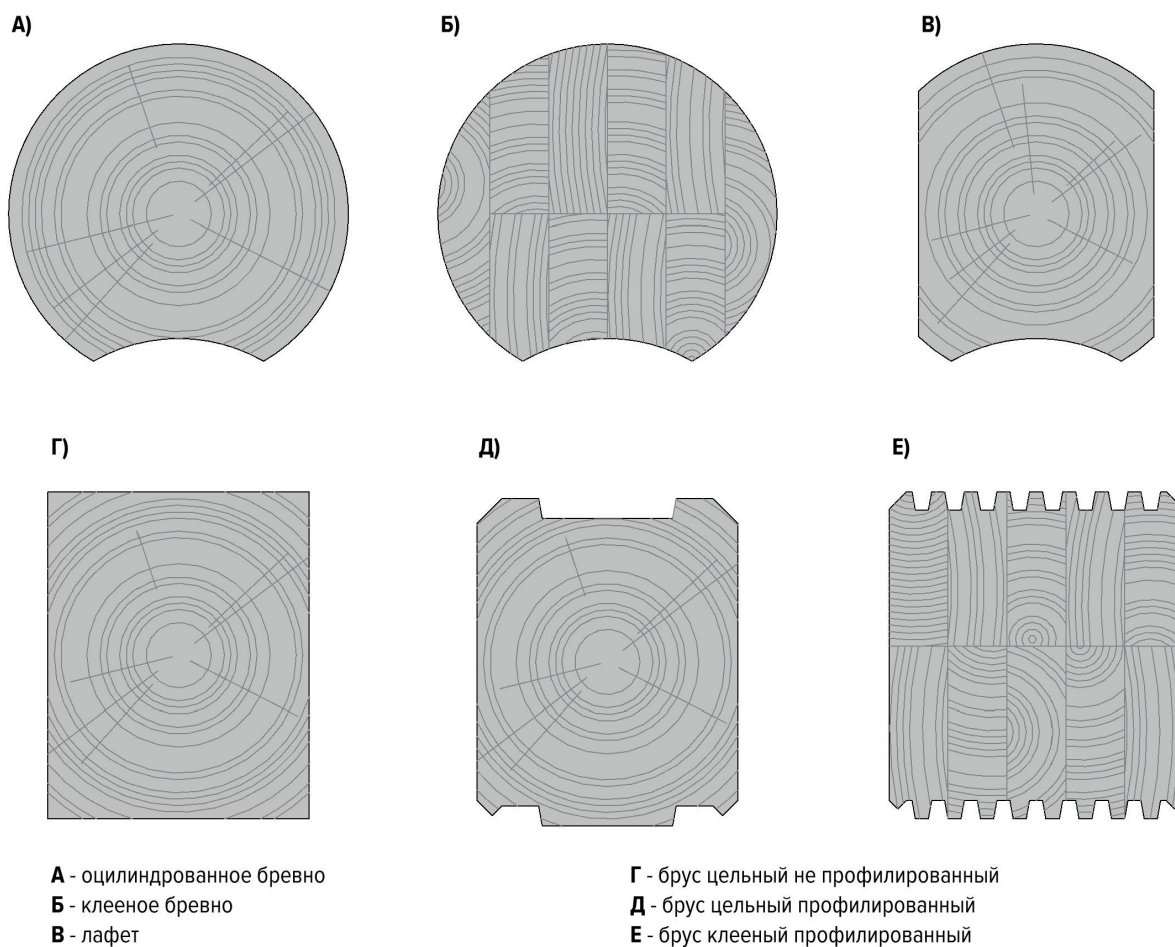 А)
Б)
В)
Г)
Д)
Е)
А - оцилиндрованное бревно
Б - клееное бревно
В - лафет
Г - брус цельный не профилированный
Д - брус цельный профилированный
Е - брус клееный профилированный